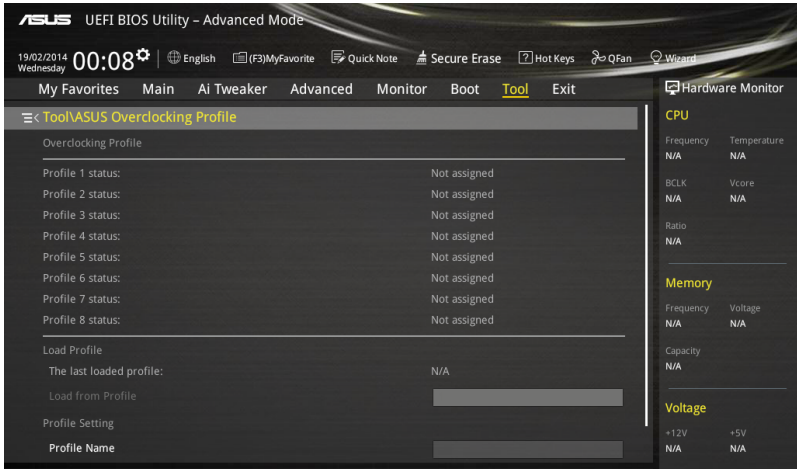 ASUS UEFI BIOS Utility – Advanced Mode
19/02/2014
Wednesday
00:08
English
(F3)MyFavorite
Quick Note
Secure Erase
? Hot Keys
QFan
Wizard
My Favorites Main Ai Tweaker Advanced Monitor Boot Tool Exit
Tool\ASUS Overclocking Profile
Overclocking Profile
Profile 1 status: Not assigned
Profile 2 status: Not assigned
Profile 3 status: Not assigned
Profile 4 status: Not assigned
Profile 5 status: Not assigned
Profile 6 status: Not assigned
Profile 7 status: Not assigned
Profile 8 status: Not assigned
Load Profile
The last loaded profile: N/A
Load from Profile
Profile Setting
Profile Name
Hardware Monitor
CPU
Frequency Temperature
N/A N/A
BCLK Vcore
N/A N/A
Ratio
N/A
Memory
Frequency Voltage
N/A N/A
Capacity
N/A
Voltage
+12V +5V
N/A N/A